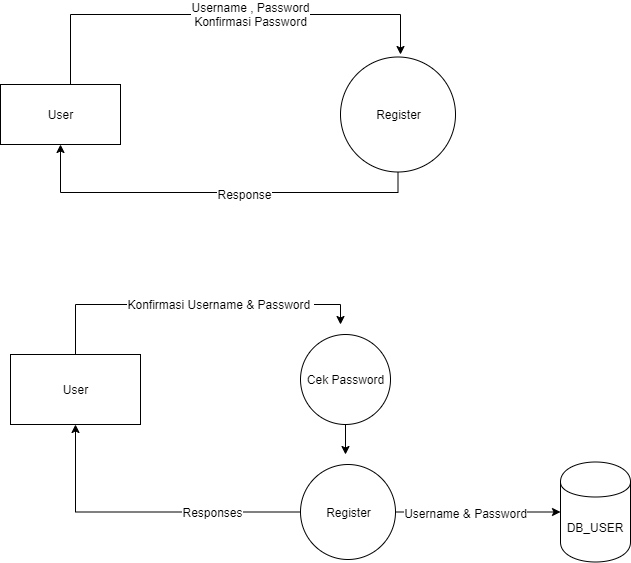 Username , Password
Konfirmasi Password
User
Register
Response
Konfirmasi Username & Password
User
Cek Password
Responses
Register
Username & Password
DB_USER